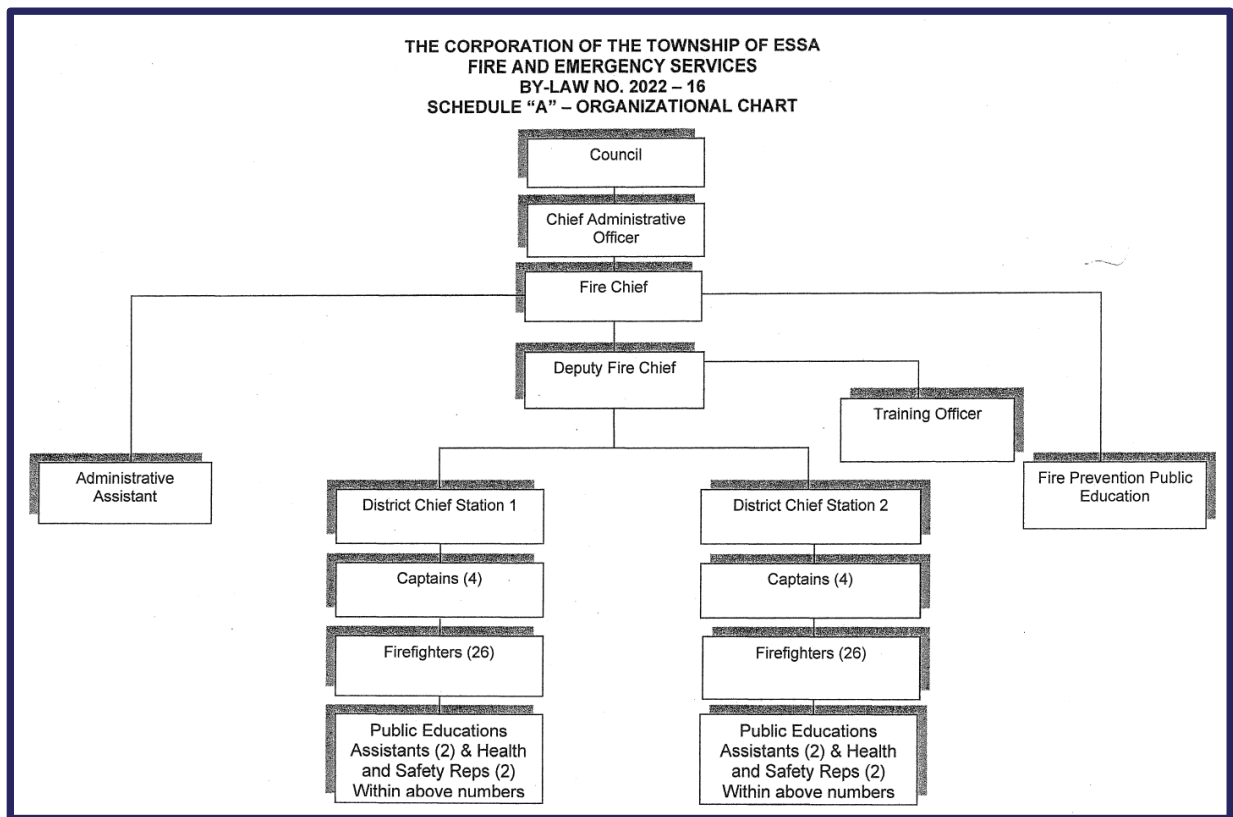 THE CORPORATION OF THE TOWNSHIP OF ESSA
FIRE AND EMERGENCY SERVICES
BY-LAW NO. 2022 – 16
SCHEDULE “A” – ORGANIZATIONAL CHART
Council
Chief Administrative
Officer
Fire Chief
Deputy Fire Chief
Training Officer
Administrative
Assistant
Fire Prevention Public
Education
District Chief Station 1
District Chief Station 2
Captains (4)
Captains (4)
Firefighters (26)
Firefighters (26)
Public Educations
Assistants (2) & Health
and Safety Reps (2)
Within above numbers
Public Educations
Assistants (2) & Health
and Safety Reps (2)
Within above numbers